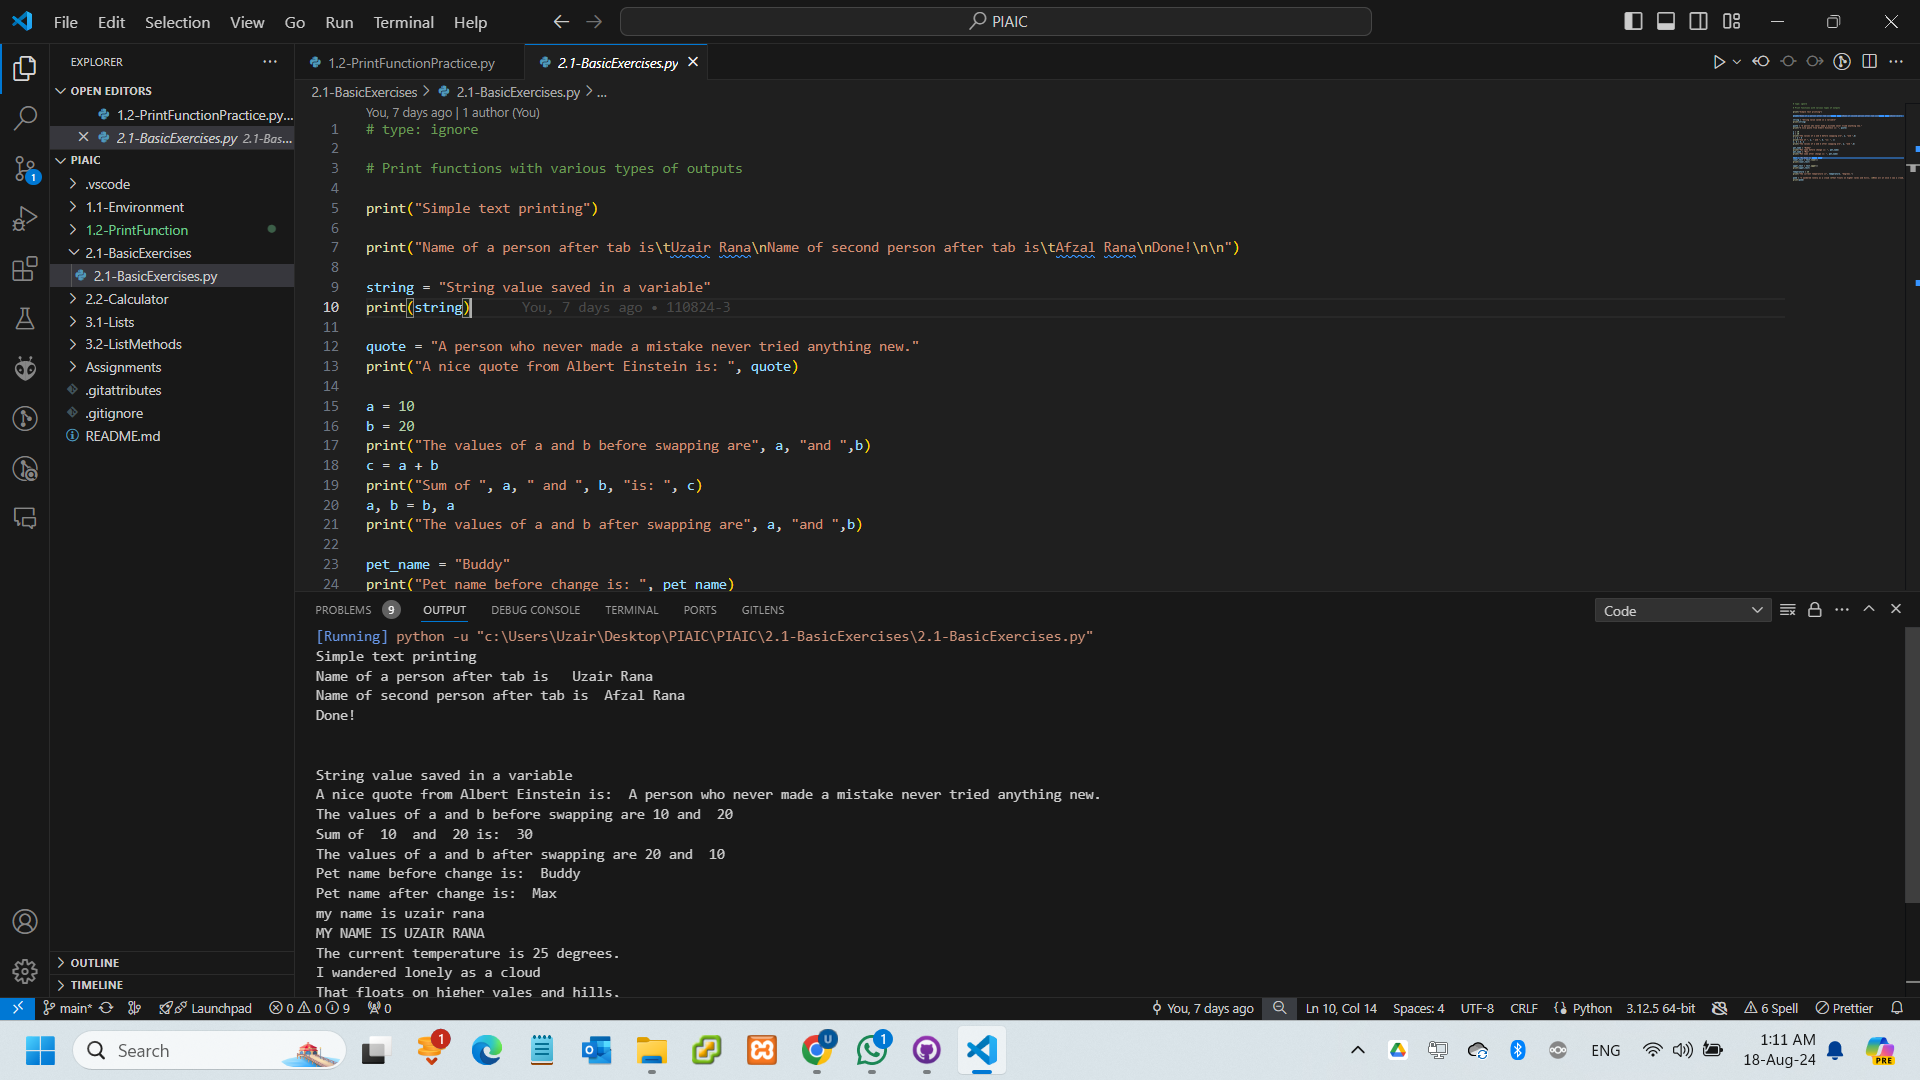 File Edit Selection View Go Run Terminal Help
PIAIC
EXPLORER
OPEN EDITORS
1.2-PrintFunctionPractice.py...
2.1-BasicExercises.py 2.1-Bas...
PIAIC
.vscode
1.1-Environment
1.2-PrintFunction
2.1-BasicExercises
2.1-BasicExercises.py
2.2-Calculator
3.1-Lists
3.2-ListMethods
Assignments
.gitattributes
.gitignore
README.md
OUTLINE
TIMELINE
1
1.2-PrintFunctionPractice.py
2.1-BasicExercises.py
2.1-BasicExercises > 2.1-BasicExercises.py > ...
You, 7 days ago | 1 author (You)
1 # type: ignore
2
3 # Print functions with various types of outputs
4
5 print("Simple text printing")
6
7 print("Name of a person after tab is\tUzair Rana\nName of second person after tab is\tAfzal Rana\nDone!\n\n")
8
9 string = "String value saved in a variable"
10 print(string) You, 7 days ago • 110824-3
11
12 quote = "A person who never made a mistake never tried anything new."
13 print("A nice quote from Albert Einstein is: ", quote)
14
15 a = 10
16 b = 20
17 print("The values of a and b before swapping are", a, "and ",b)
18 c = a + b
19 print("Sum of ", a, " and ", b, "is: ", c)
20 a, b = b, a
21 print("The values of a and b after swapping are", a, "and ",b)
22
23 pet_name = "Buddy"
24 print("Pet name before change is: ", pet_name)
PROBLEMS 9 OUTPUT DEBUG CONSOLE TERMINAL PORTS GITLENS
Code
[Running] python -u "c:\Users\Uzair\Desktop\PIAIC\PIAIC\2.1-BasicExercises\2.1-BasicExercises.py"
Simple text printing
Name of a person after tab is Uzair Rana
Name of second person after tab is Afzal Rana
Done!
String value saved in a variable
A nice quote from Albert Einstein is:  A person who never made a mistake never tried anything new.
The values of a and b before swapping are 10 and  20
Sum of  10  and  20 is:  30
The values of a and b after swapping are 20 and  10
Pet name before change is:  Buddy
Pet name after change is:  Max
my name is uzair rana
MY NAME IS UZAIR RANA
The current temperature is 25 degrees.
I wandered lonely as a cloud
That floats on higher vales and hills,
main* Launchpad 0 0 9 0
You, 7 days ago Ln 10, Col 14 Spaces: 4 UTF-8 CRLF Python 3.12.5 64-bit 6 Spell Prettier
Search
1
U
1
ENG
1:11 AM
18-Aug-24
PRE